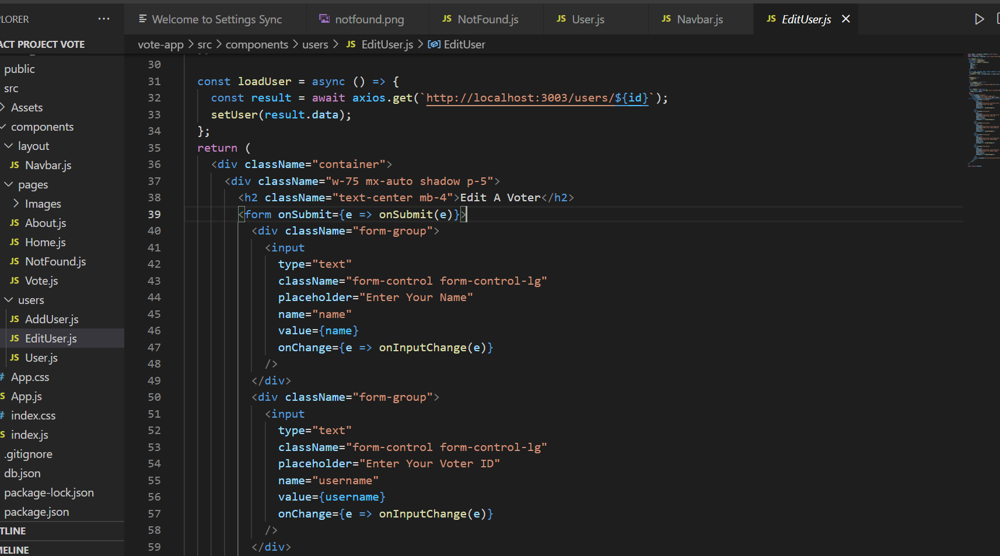 PLORER ···
ACT PROJECT VOTE
public
src
Assets
components
layout
JS Navbar.js
pages
Images
JS About.js
JS Home.js
JS NotFound.js
JS Vote.js
users
JS AddUser.js
JS EditUser.js
JS User.js
# App.css
S App.js
# index.css
S index.js
.gitignore
db.json
package-lock.json
package.json
TLINE
MELINE
Welcome to Settings Sync
notfound.png
JS NotFound.js
JS User.js
JS Navbar.js
JS EditUser.js
vote-app > src > components > users > JS EditUser.js > EditUser
30
31 const loadUser = async () => {
32 const result = await axios.get(`http://localhost:3003/users/${id}`);
33 setUser(result.data);
34 };
35 return (
36 <div className="container">
37 <div className="w-75 mx-auto shadow p-5">
38 <h2 className="text-center mb-4">Edit A Voter</h2>
39 <form onSubmit={e => onSubmit(e)}>
40 <div className="form-group">
41 <input
42 type="text"
43 className="form-control form-control-lg"
44 placeholder="Enter Your Name"
45 name="name"
46 value={name}
47 onChange={e => onInputChange(e)}
48 />
49 </div>
50 <div className="form-group">
51 <input
52 type="text"
53 className="form-control form-control-lg"
54 placeholder="Enter Your Voter ID"
55 name="username"
56 value={username}
57 onChange={e => onInputChange(e)}
58 />
59 </div>